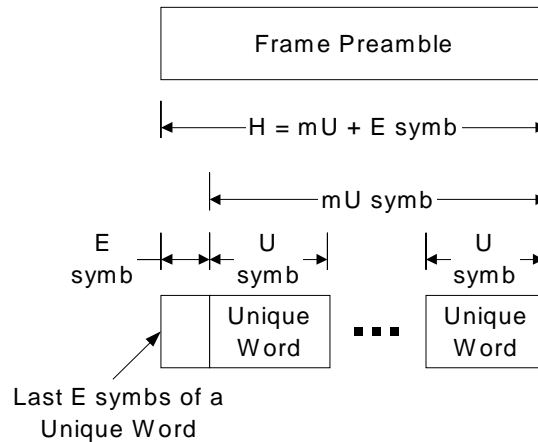 Frame Preamble
H = mU + E symb
mU symb
E
symb
U
symb
U
symb
Unique
Word
Unique
Word
Last E symbs of a
Unique Word